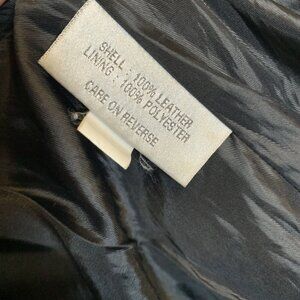 SHELL : 100% LEATHER
LINING : 100% POLYESTER
CARE ON REVERSE